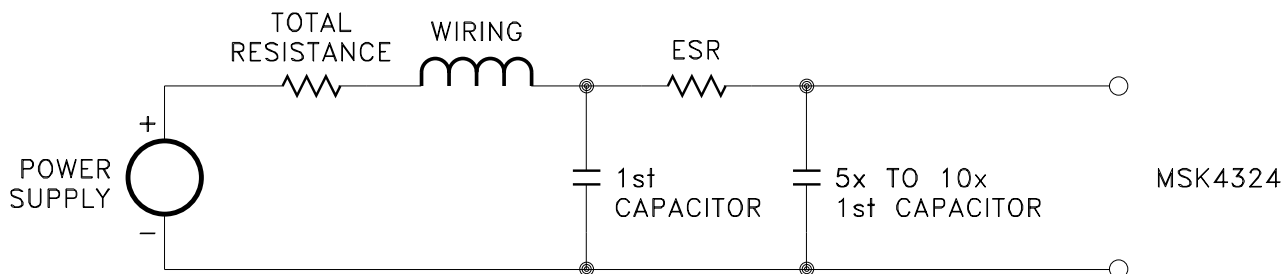 TOTAL
RESISTANCE
WIRING
ESR
+
POWER
SUPPLY
−
1st
CAPACITOR
5x TO 10x
1st CAPACITOR
MSK4324